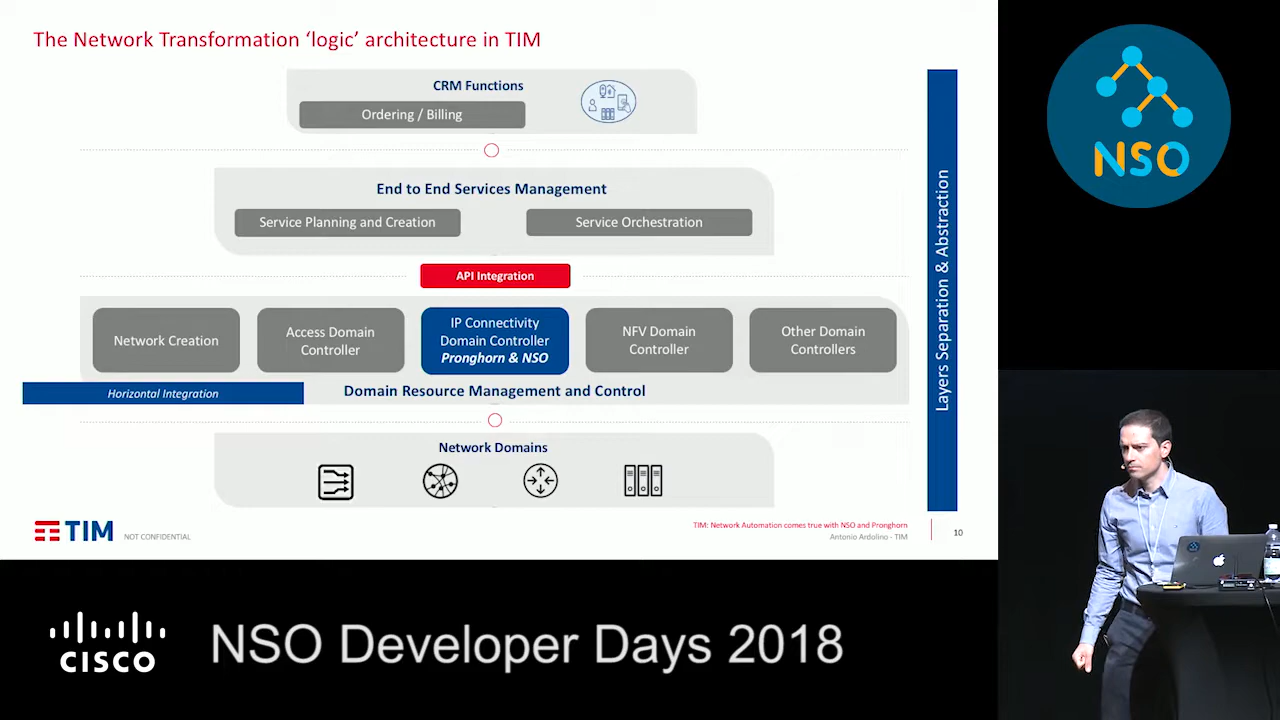 The Network Transformation ‘logic’ architecture in TIM
CRM Functions
Ordering / Billing
End to End Services Management
Service Planning and Creation
Service Orchestration
API Integration
Network Creation
Access Domain
Controller
IP Connectivity
Domain Controller
Pronghorn & NSO
NFV Domain
Controller
Other Domain
Controllers
Horizontal Integration
Domain Resource Management and Control
Network Domains
Layers Separation & Abstraction
TIM
NOT CONFIDENTIAL
TIM: Network Automation comes true with NSO and Pronghorn
Antonio Ardolino - TIM
10
NSO
CISCO
NSO Developer Days 2018